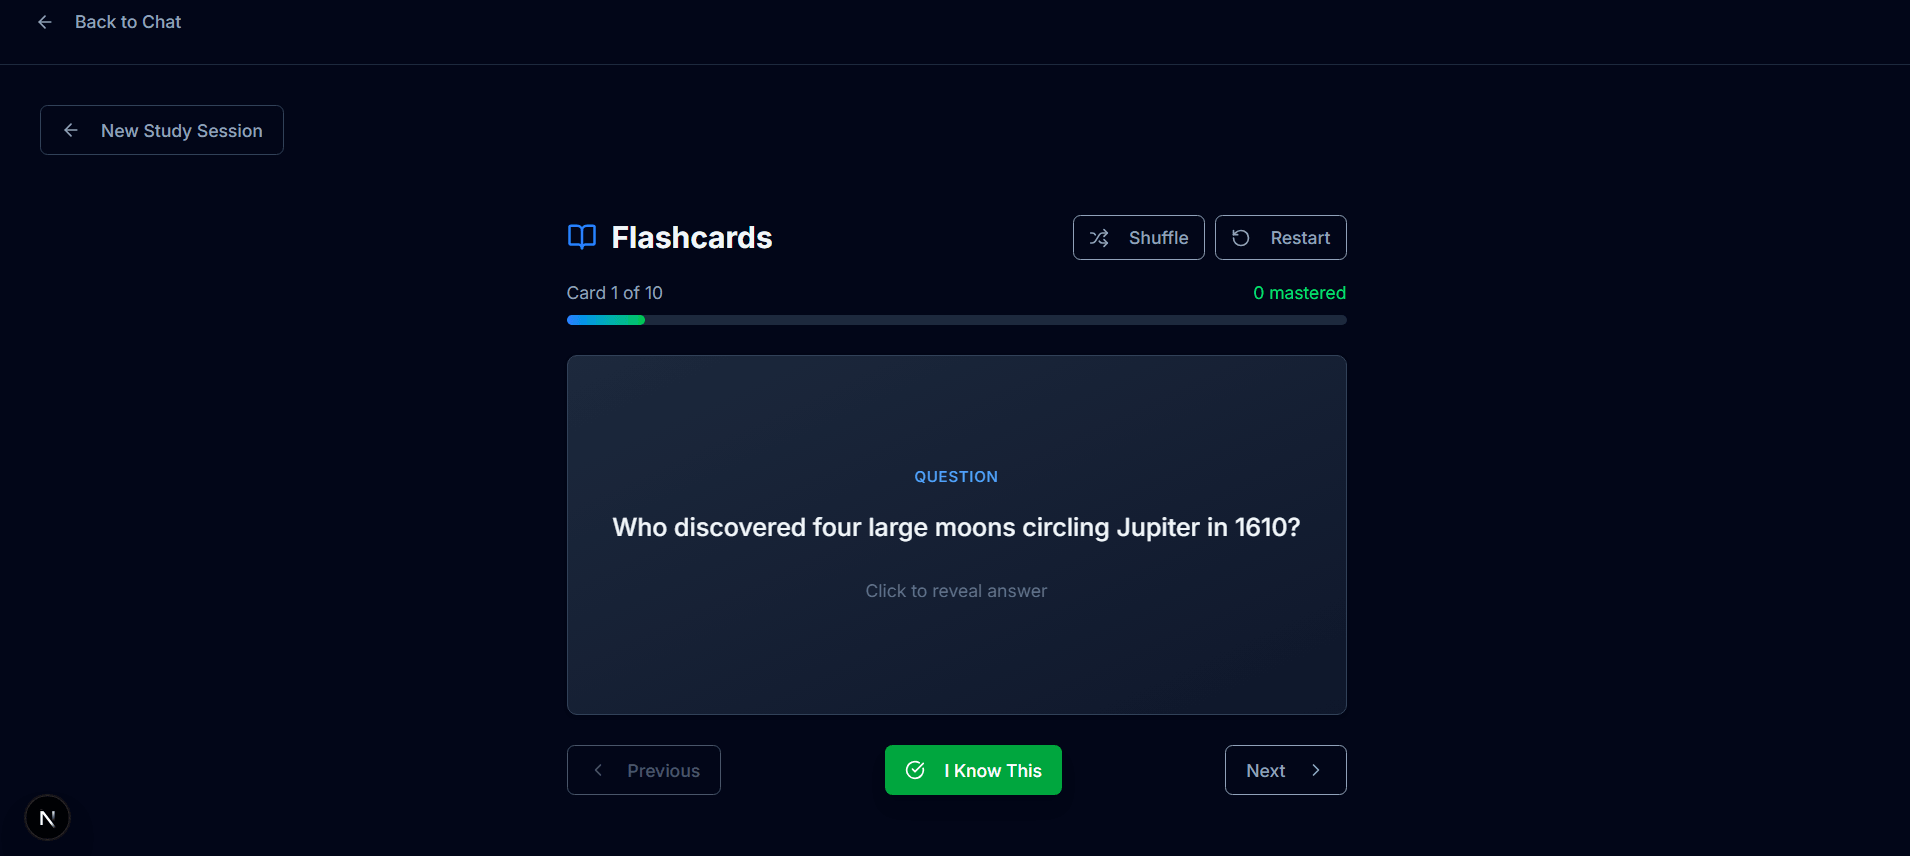 Back to Chat
New Study Session
Flashcards
Shuffle
Restart
Card 1 of 10
0 mastered
QUESTION
Who discovered four large moons circling Jupiter in 1610?
Click to reveal answer
Previous
I Know This
Next
N